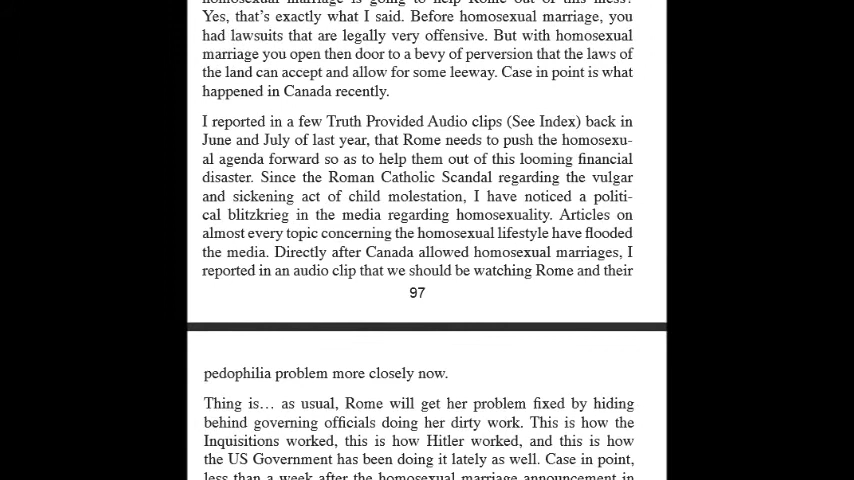 homosexual marriage is going to help Rome out of this mess?
Yes, that’s exactly what I said. Before homosexual marriage, you
had lawsuits that are legally very offensive. But with homosexual
marriage you open then door to a bevy of perversion that the laws of
the land can accept and allow for some leeway. Case in point is what
happened in Canada recently.
I reported in a few Truth Provided Audio clips (See Index) back in
June and July of last year, that Rome needs to push the homosexu-
al agenda forward so as to help them out of this looming financial
disaster. Since the Roman Catholic Scandal regarding the vulgar
and sickening act of child molestation, I have noticed a politi-
cal blitzkrieg in the media regarding homosexuality. Articles on
almost every topic concerning the homosexual lifestyle have flooded
the media. Directly after Canada allowed homosexual marriages, I
reported in an audio clip that we should be watching Rome and their
97
pedophilia problem more closely now.
Thing is… as usual, Rome will get her problem fixed by hiding
behind governing officials doing her dirty work. This is how the
Inquisitions worked, this is how Hitler worked, and this is how
the US Government has been doing it lately as well. Case in point,
less than a week after the homosexual marriage announcement in